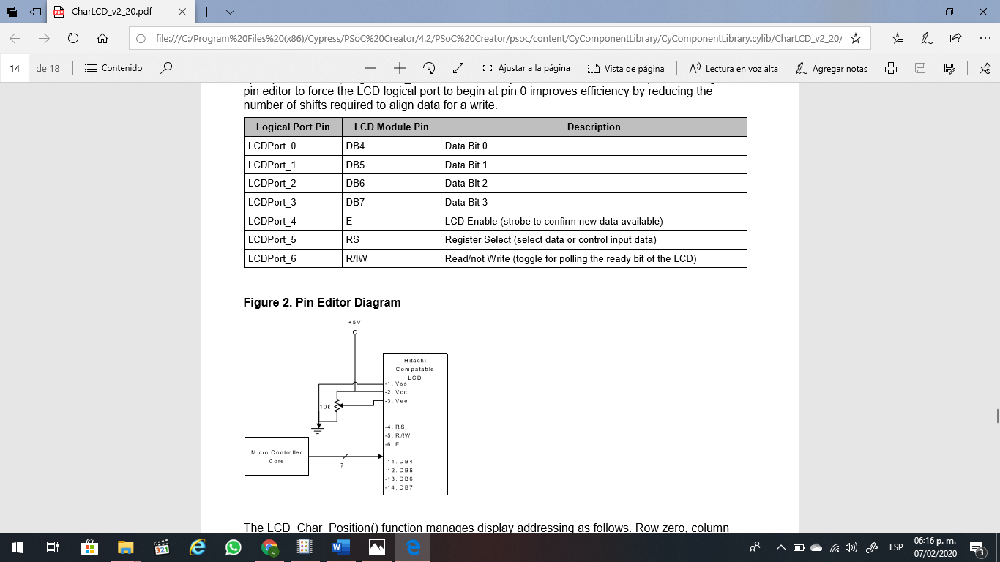 CharLCD_v2_20.pdf
file:///C:/Program%20Files%20(x86)/Cypress/PSoC%20Creator/4.2/PSoC%20Creator/psoc/content/CyComponentLibrary/CyComponentLibrary.cylib/CharLCD_v2_20/
14 de 18 Contenido Ajustar a la página Vista de página Lectura en voz alta Agregar notas
pin editor to force the LCD logical port to begin at pin 0 improves efficiency by reducing the
number of shifts required to align data for a write.
Logical Port Pin LCD Module Pin Description
LCDPort_0 DB4 Data Bit 0
LCDPort_1 DB5 Data Bit 1
LCDPort_2 DB6 Data Bit 2
LCDPort_3 DB7 Data Bit 3
LCDPort_4 E LCD Enable (strobe to confirm new data available)
LCDPort_5 RS Register Select (select data or control input data)
LCDPort_6 R/!W Read/not Write (toggle for polling the ready bit of the LCD)
Figure 2. Pin Editor Diagram
+5V
Hitachi
Compatable
LCD
-1. Vss
-2. Vcc
-3. Vee
10k
-4. RS
-5. R/!W
-6. E
Micro Controller
Core
7
-11. DB4
-12. DB5
-13. DB6
-14. DB7
The LCD_Char_Position() function manages display addressing as follows. Row zero, column
ESP
06:16 p. m.
07/02/2020
3
321